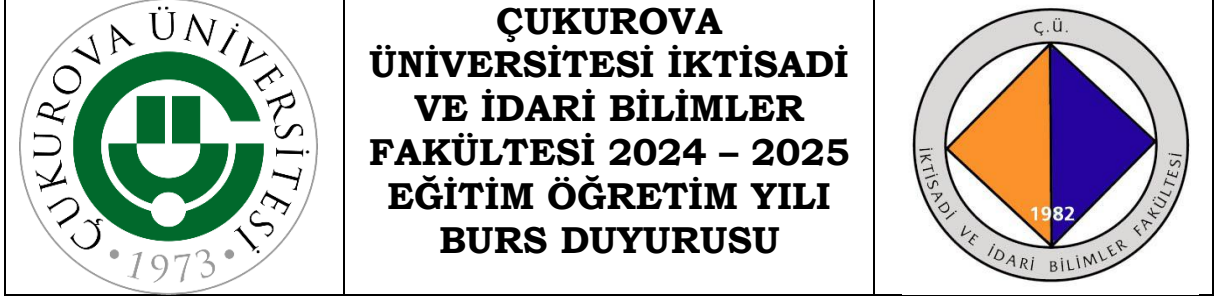 ÇUKUROVA ÜNİVERSİTESİ
•1973•
ÇUKUROVA
ÜNİVERSİTESİ İKTİSADİ
VE İDARİ BİLİMLER
FAKÜLTESİ 2024 – 2025
EĞİTİM ÖĞRETİM YILI
BURS DUYURUSU
Ç.Ü.
1982
İKTİSADİ VE İDARİ BİLİMLER FAKÜLTESİ